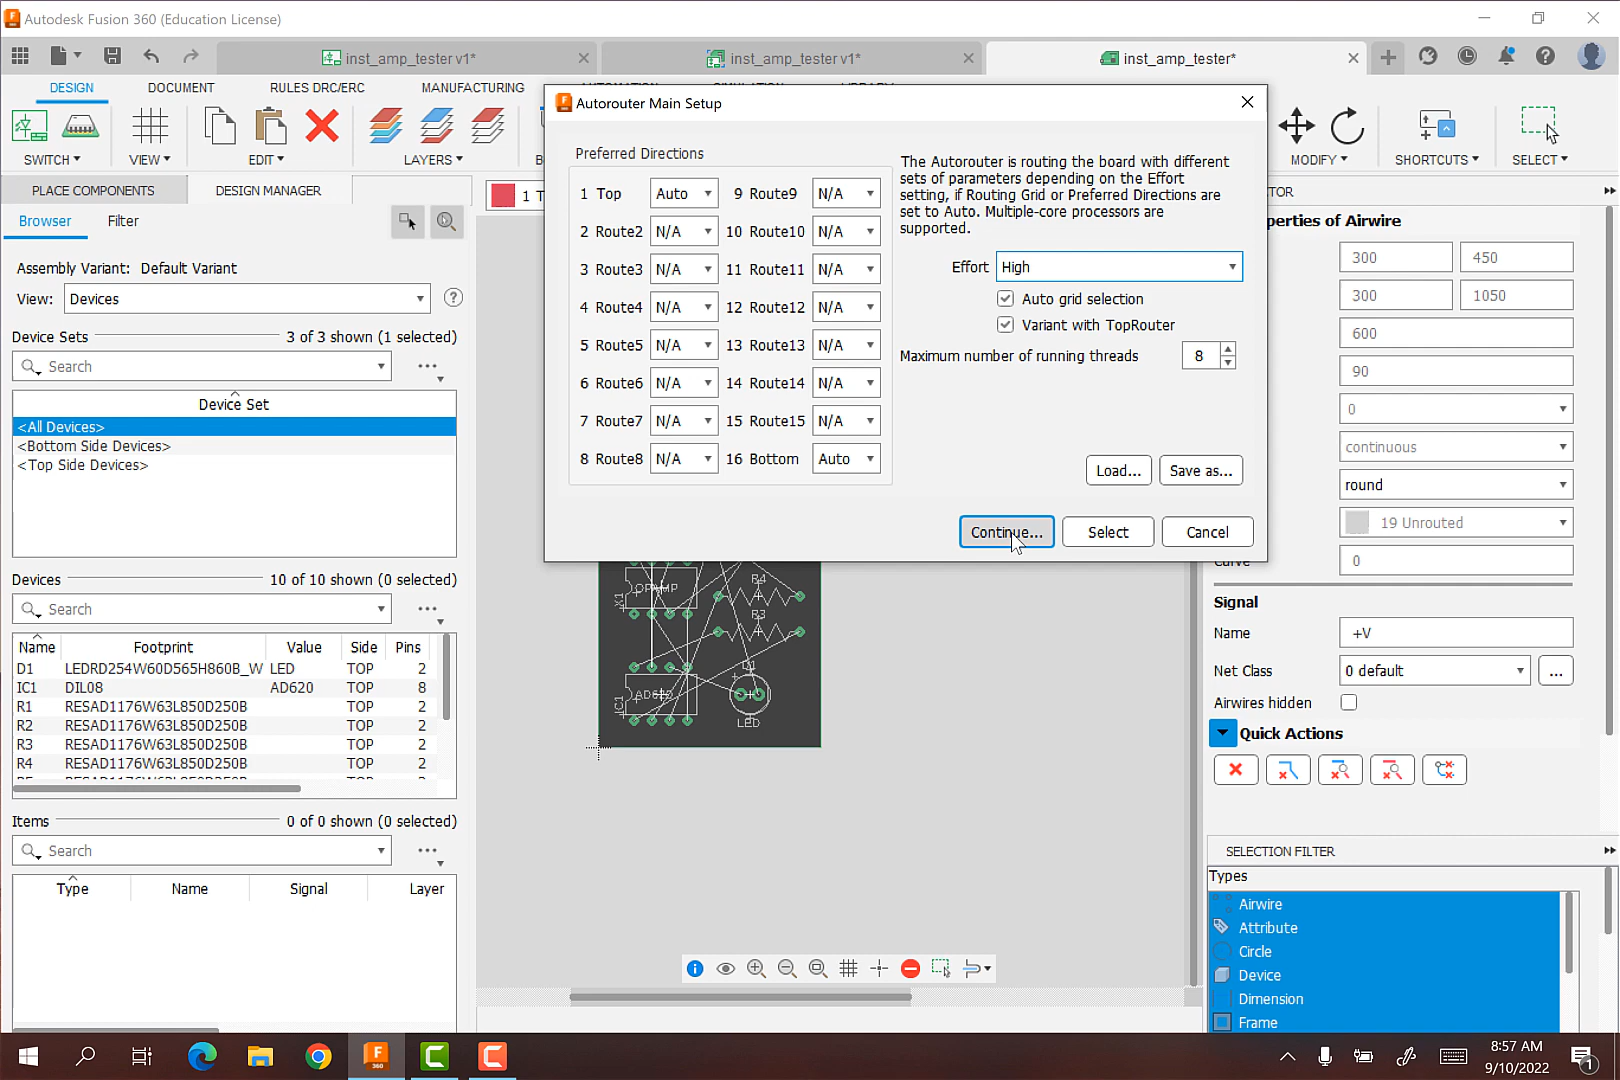 Autodesk Fusion 360 (Education License)
inst_amp_tester v1*
inst_amp_tester v1*
inst_amp_tester*
DESIGN
DOCUMENT
RULES DRC/ERC
MANUFACTURING
SWITCH
VIEW
EDIT
LAYERS
MODIFY
SHORTCUTS
SELECT
PLACE COMPONENTS
DESIGN MANAGER
Browser
Filter
Assembly Variant: Default Variant
View: Devices
Device Sets
3 of 3 shown (1 selected)
Search
Device Set
<All Devices>
<Bottom Side Devices>
<Top Side Devices>
Devices
10 of 10 shown (0 selected)
Search
Name Footprint Value Side Pins
D1 LEDRD254W60D565H860B_W LED TOP 2
IC1 DIL08 AD620 TOP 8
R1 RESAD1176W63L850D250B TOP 2
R2 RESAD1176W63L850D250B TOP 2
R3 RESAD1176W63L850D250B TOP 2
R4 RESAD1176W63L850D250B TOP 2
Items
0 of 0 shown (0 selected)
Search
Type Name Signal Layer
1 T
Autorouter Main Setup
Preferred Directions
1 Top Auto 9 Route9 N/A
2 Route2 N/A 10 Route10 N/A
3 Route3 N/A 11 Route11 N/A
4 Route4 N/A 12 Route12 N/A
5 Route5 N/A 13 Route13 N/A
6 Route6 N/A 14 Route14 N/A
7 Route7 N/A 15 Route15 N/A
8 Route8 N/A 16 Bottom Auto
The Autorouter is routing the board with different
sets of parameters depending on the Effort
setting, if Routing Grid or Preferred Directions are
set to Auto. Multiple-core processors are
supported.
Effort High
Auto grid selection
Variant with TopRouter
Maximum number of running threads 8
Load...
Save as...
Continue...
Select
Cancel
OPAMP
R4
R3
AD620
IC1
D1
LED
TOR
perties of Airwire
300 450
300 1050
600
90
0
continuous
round
19 Unrouted
Curve 0
Signal
Name +V
Net Class 0 default ...
Airwires hidden
Quick Actions
SELECTION FILTER
Types
Airwire
Attribute
Circle
Device
Dimension
Frame
F
360
8:57 AM
9/10/2022
1